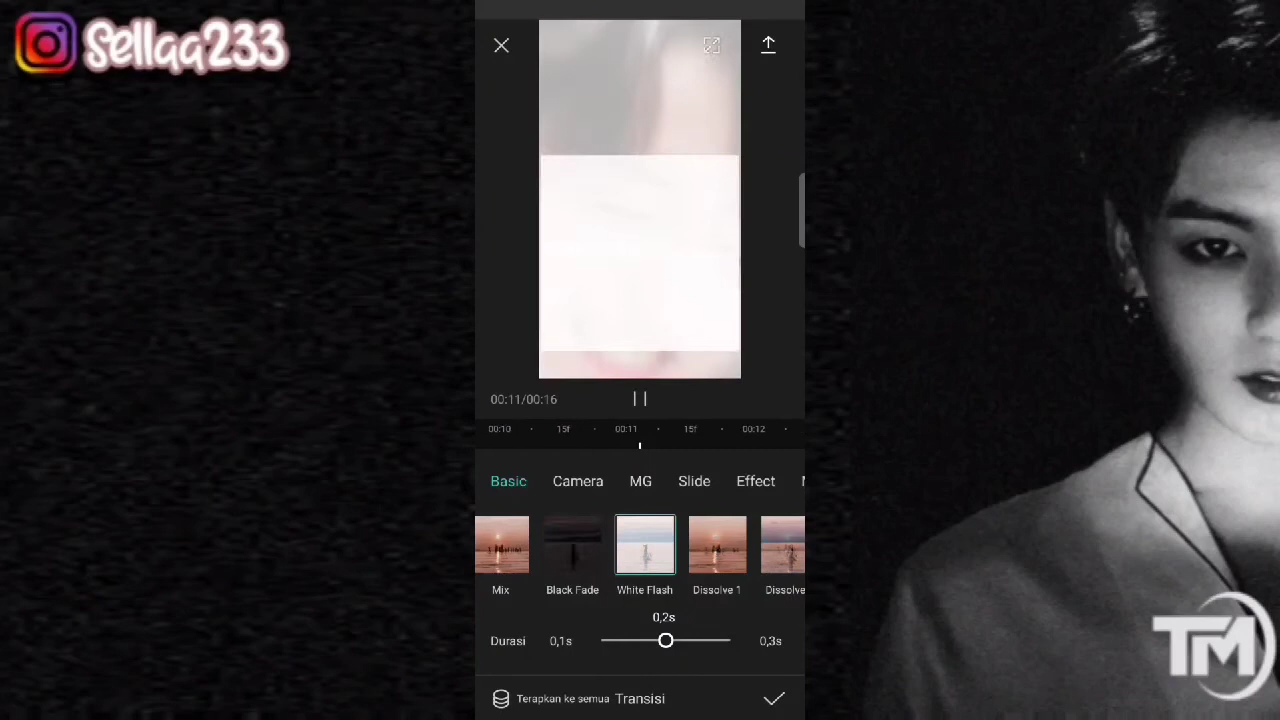 Sellqq233
00:11/00:16
00:10 15f 00:11 15f 00:12
Basic Camera MG Slide Effect
Mix Black Fade White Flash Dissolve 1 Dissolve
0,2s
Durasi 0,1s 0,3s
Terapkan ke semua Transisi
TM